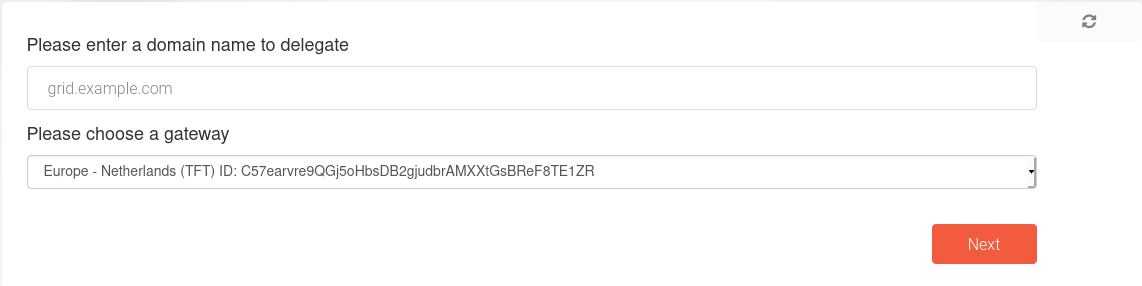 Please enter a domain name to delegate
grid.example.com
Please choose a gateway
Europe - Netherlands (TFT) ID: C57earvre9QGj5oHbsDB2gjudbrAMXXtGsBReF8TE1ZR
Next